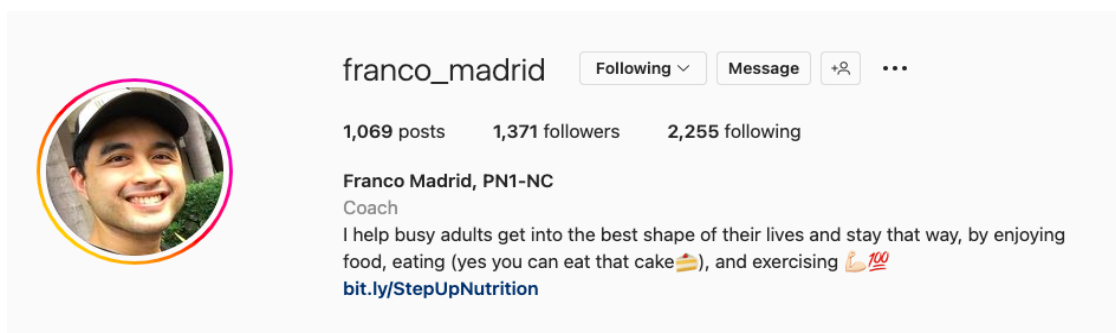 franco_madrid Following Message
1,069 posts 1,371 followers 2,255 following
Franco Madrid, PN1-NC
Coach
I help busy adults get into the best shape of their lives and stay that way, by enjoying
food, eating (yes you can eat that cake🍰), and exercising 💪🏻💯
bit.ly/StepUpNutrition